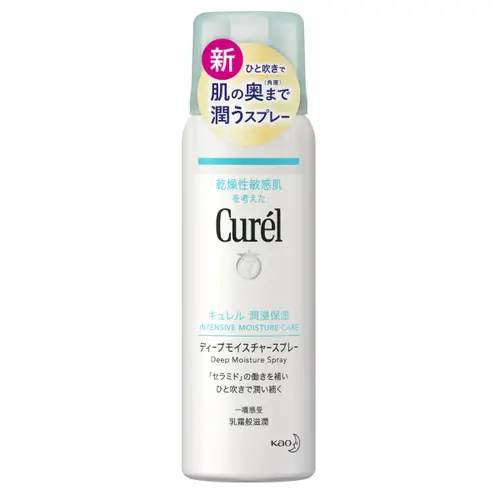 新
ひと吹きで
肌の奥まで
(角層)
潤うスプレー
乾燥性敏感肌
を考えた
Curél
キュレル 潤浸保湿
INTENSIVE MOISTURE CARE
ディープモイスチャースプレー
Deep Moisture Spray
「セラミド」の働きを補い
ひと吹きで潤い続く
一噴感受
乳霜般滋潤
Kao